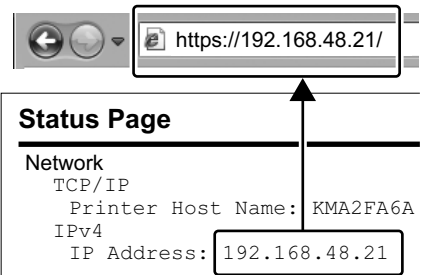 https://192.168.48.21/
Status Page
Network
TCP/IP
Printer Host Name: KMA2FA6A
IPv4
IP Address: 192.168.48.21